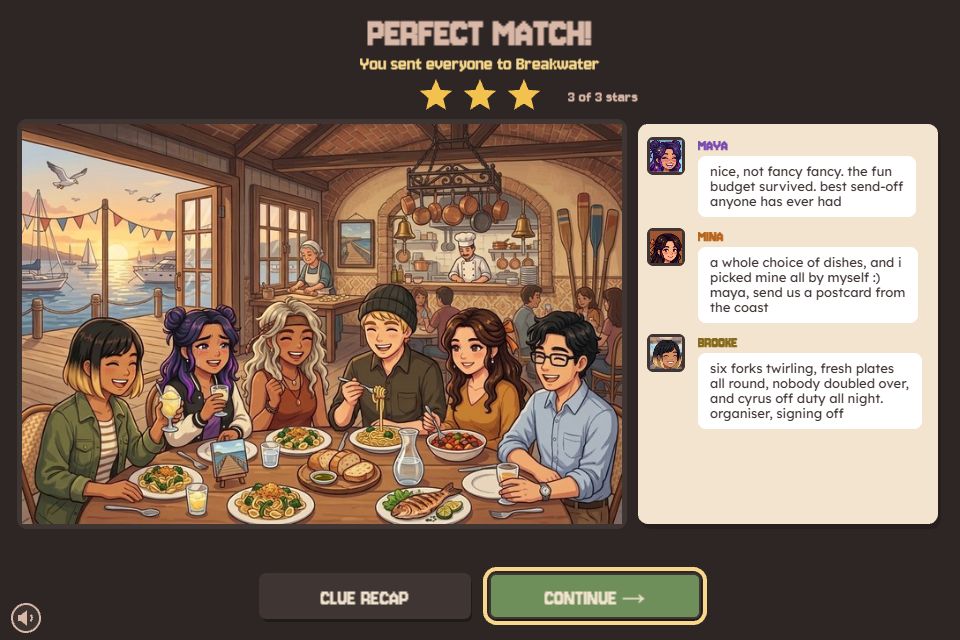 PERFECT MATCH!
You sent everyone to Breakwater
3 of 3 stars
MAYA
nice, not fancy fancy. the fun
budget survived. best send-off
anyone has ever had
MINA
a whole choice of dishes, and i
picked mine all by myself :)
maya, send us a postcard from
the coast
BROOKE
six forks twirling, fresh plates
all round, nobody doubled over,
and cyrus off duty all night.
organiser, signing off
CLUE RECAP
CONTINUE →